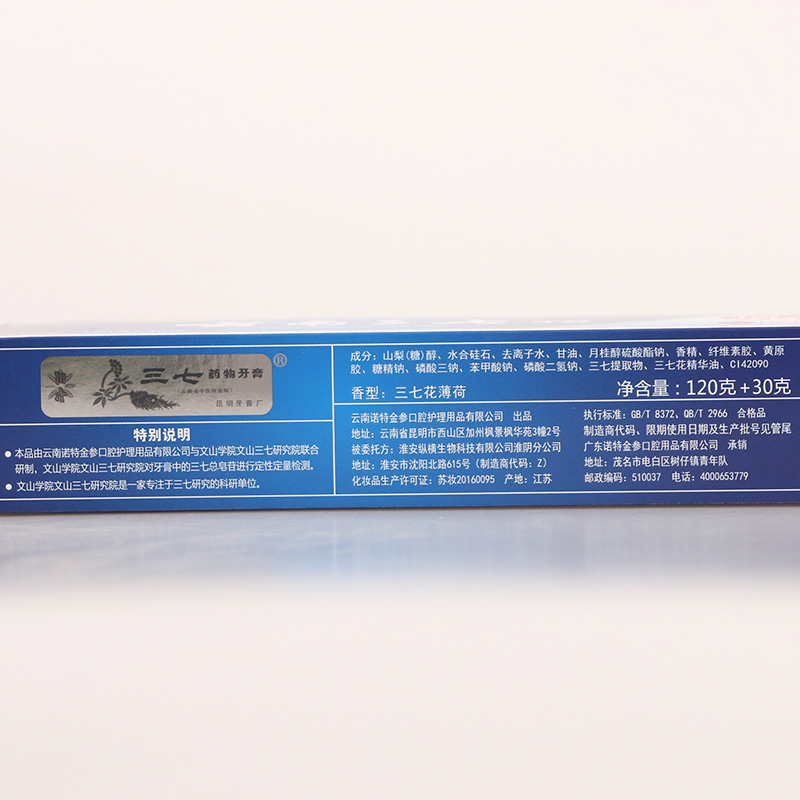 三七 药物牙膏 ®
(云南省中医校监制)
昆明牙膏厂
特别说明
● 本品由云南诺特金参口腔护理用品有限公司与文山学院文山三七研究院联合
研制，文山学院文山三七研究院对牙膏中的三七总皂苷进行定性定量检测。
● 文山学院文山三七研究院是一家专注于三七研究的科研单位。
成分：山梨(糖)醇、水合硅石、去离子水、甘油、月桂醇硫酸酯钠、香精、纤维素胶、黄原
胶、糖精钠、磷酸三钠、苯甲酸钠、磷酸二氢钠、三七提取物、三七花精华油、CI42090
香型：三七花薄荷
净含量：120克+30克
云南诺特金参口腔护理用品有限公司 出品
地址：云南省昆明市西山区加州枫景枫华苑3幢2号
被委托方：淮安纵横生物科技有限公司淮阴分公司
地址：淮安市沈阳北路615号（制造商代码：Z）
化妆品生产许可证：苏妆20160095 产地：江苏
执行标准：GB/T 8372、QB/T 2966 合格品
制造商代码、限期使用日期及生产批号见管尾
广东诺特金参口腔用品有限公司 承销
地址：茂名市电白区树仔镇青年队
邮政编码：510037 电话：4000653779